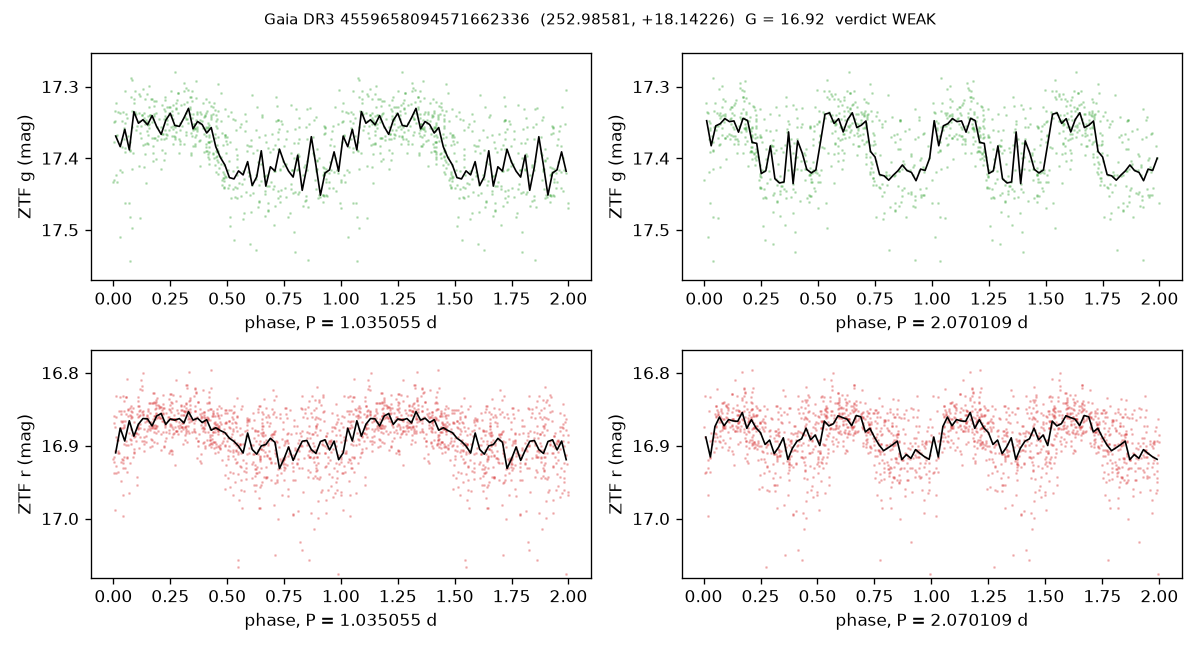 Gaia DR3 4559658094571662336 (252.98581, +18.14226) G = 16.92 verdict WEAK
ZTF g (mag)
17.3
17.4
17.5
0.00 0.25 0.50 0.75 1.00 1.25 1.50 1.75 2.00
phase, P = 1.035055 d
ZTF g (mag)
17.3
17.4
17.5
0.00 0.25 0.50 0.75 1.00 1.25 1.50 1.75 2.00
phase, P = 2.070109 d
ZTF r (mag)
16.8
16.9
17.0
0.00 0.25 0.50 0.75 1.00 1.25 1.50 1.75 2.00
phase, P = 1.035055 d
ZTF r (mag)
16.8
16.9
17.0
0.00 0.25 0.50 0.75 1.00 1.25 1.50 1.75 2.00
phase, P = 2.070109 d